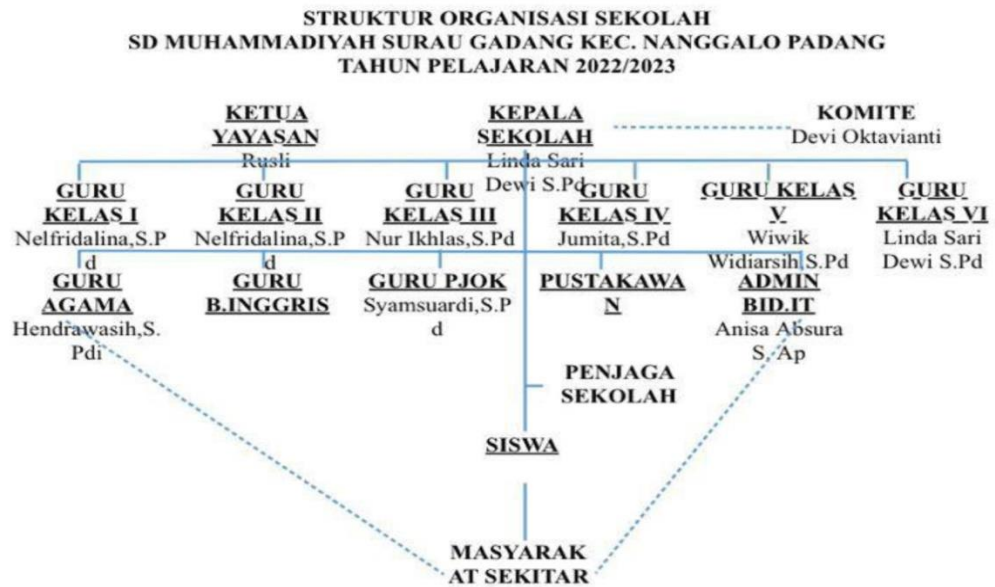 STRUKTUR ORGANISASI SEKOLAH
SD MUHAMMADIYAH SURAU GADANG KEC. NANGGALO PADANG
TAHUN PELAJARAN 2022/2023
KETUA
YAYASAN
Rusli
KEPALA
SEKOLAH
Linda Sari
Dewi S.Pd
KOMITE
Devi Oktavianti
GURU
KELAS I
Nelfridalina,S.P
d
GURU
KELAS II
Nelfridalina,S.P
d
GURU
KELAS III
Nur Ikhlas,S.Pd
GURU
KELAS IV
Jumita,S.Pd
GURU KELAS
V
Wiwik
Widiarsih,S.Pd
GURU
KELAS VI
Linda Sari
Dewi S.Pd
GURU
AGAMA
Hendrawasih,S.
Pdi
GURU
B.INGGRIS
GURU PJOK
Syamsuardi,S.P
d
PUSTAKAWA
N
ADMIN
BID.IT
Anisa Absura
S, Ap
PENJAGA
SEKOLAH
SISWA
MASYARAK
AT SEKITAR